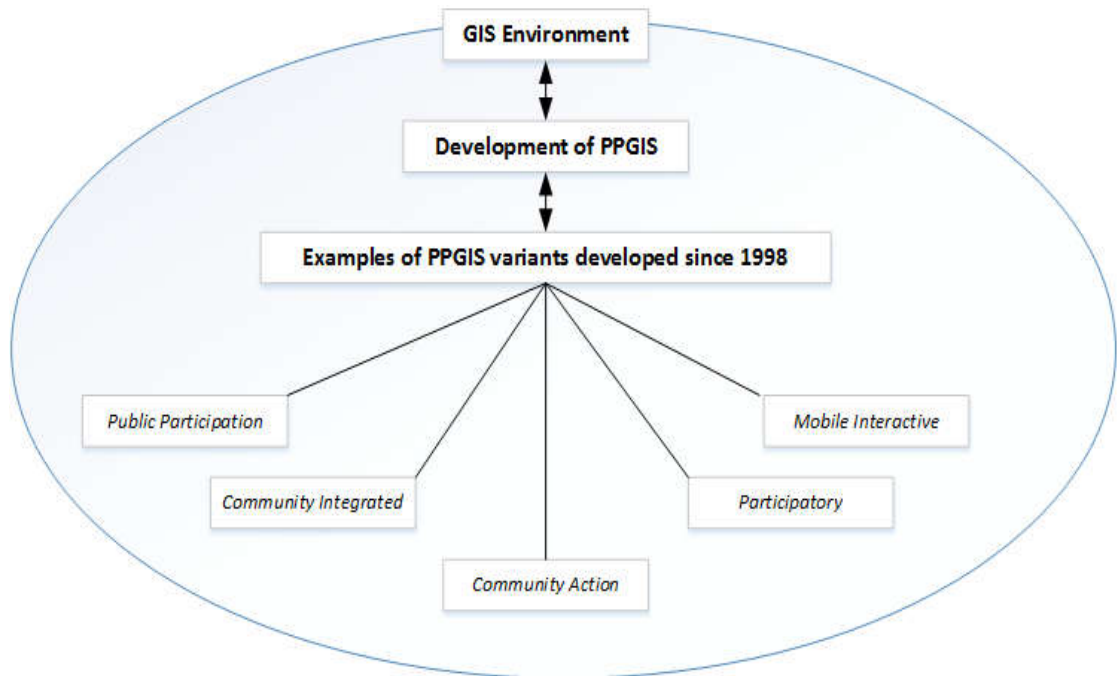 GIS Environment
Development of PPGIS
Examples of PPGIS variants developed since 1998
Public Participation
Mobile Interactive
Community Integrated
Participatory
Community Action